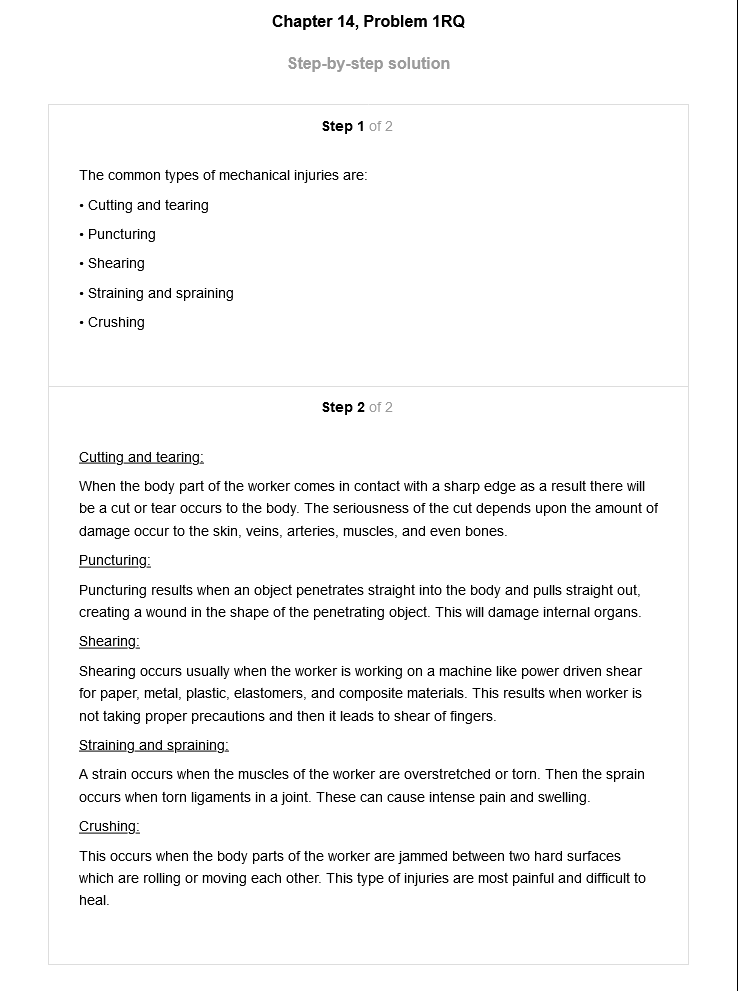 Chapter 14, Problem 1RQ
Step-by-step solution
Step 1 of 2
The common types of mechanical injuries are:
• Cutting and tearing
• Puncturing
• Shearing
• Straining and spraining
• Crushing
Step 2 of 2
Cutting and tearing:
When the body part of the worker comes in contact with a sharp edge as a result there will
be a cut or tear occurs to the body. The seriousness of the cut depends upon the amount of
damage occur to the skin, veins, arteries, muscles, and even bones.
Puncturing:
Puncturing results when an object penetrates straight into the body and pulls straight out,
creating a wound in the shape of the penetrating object. This will damage internal organs.
Shearing:
Shearing occurs usually when the worker is working on a machine like power driven shear
for paper, metal, plastic, elastomers, and composite materials. This results when worker is
not taking proper precautions and then it leads to shear of fingers.
Straining and spraining:
A strain occurs when the muscles of the worker are overstretched or torn. Then the sprain
occurs when torn ligaments in a joint. These can cause intense pain and swelling.
Crushing:
This occurs when the body parts of the worker are jammed between two hard surfaces
which are rolling or moving each other. This type of injuries are most painful and difficult to
heal.